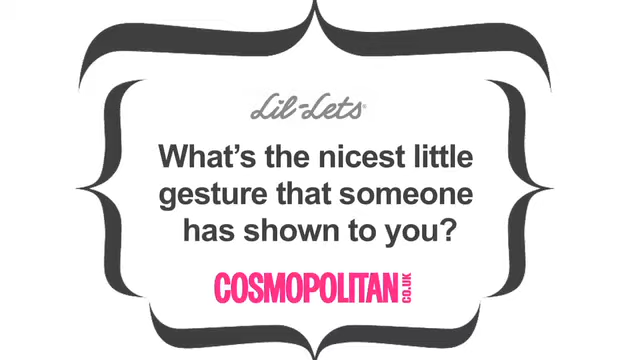 Lil-Lets®
What's the nicest little
gesture that someone
has shown to you?
COSMOPOLITAN CO.UK